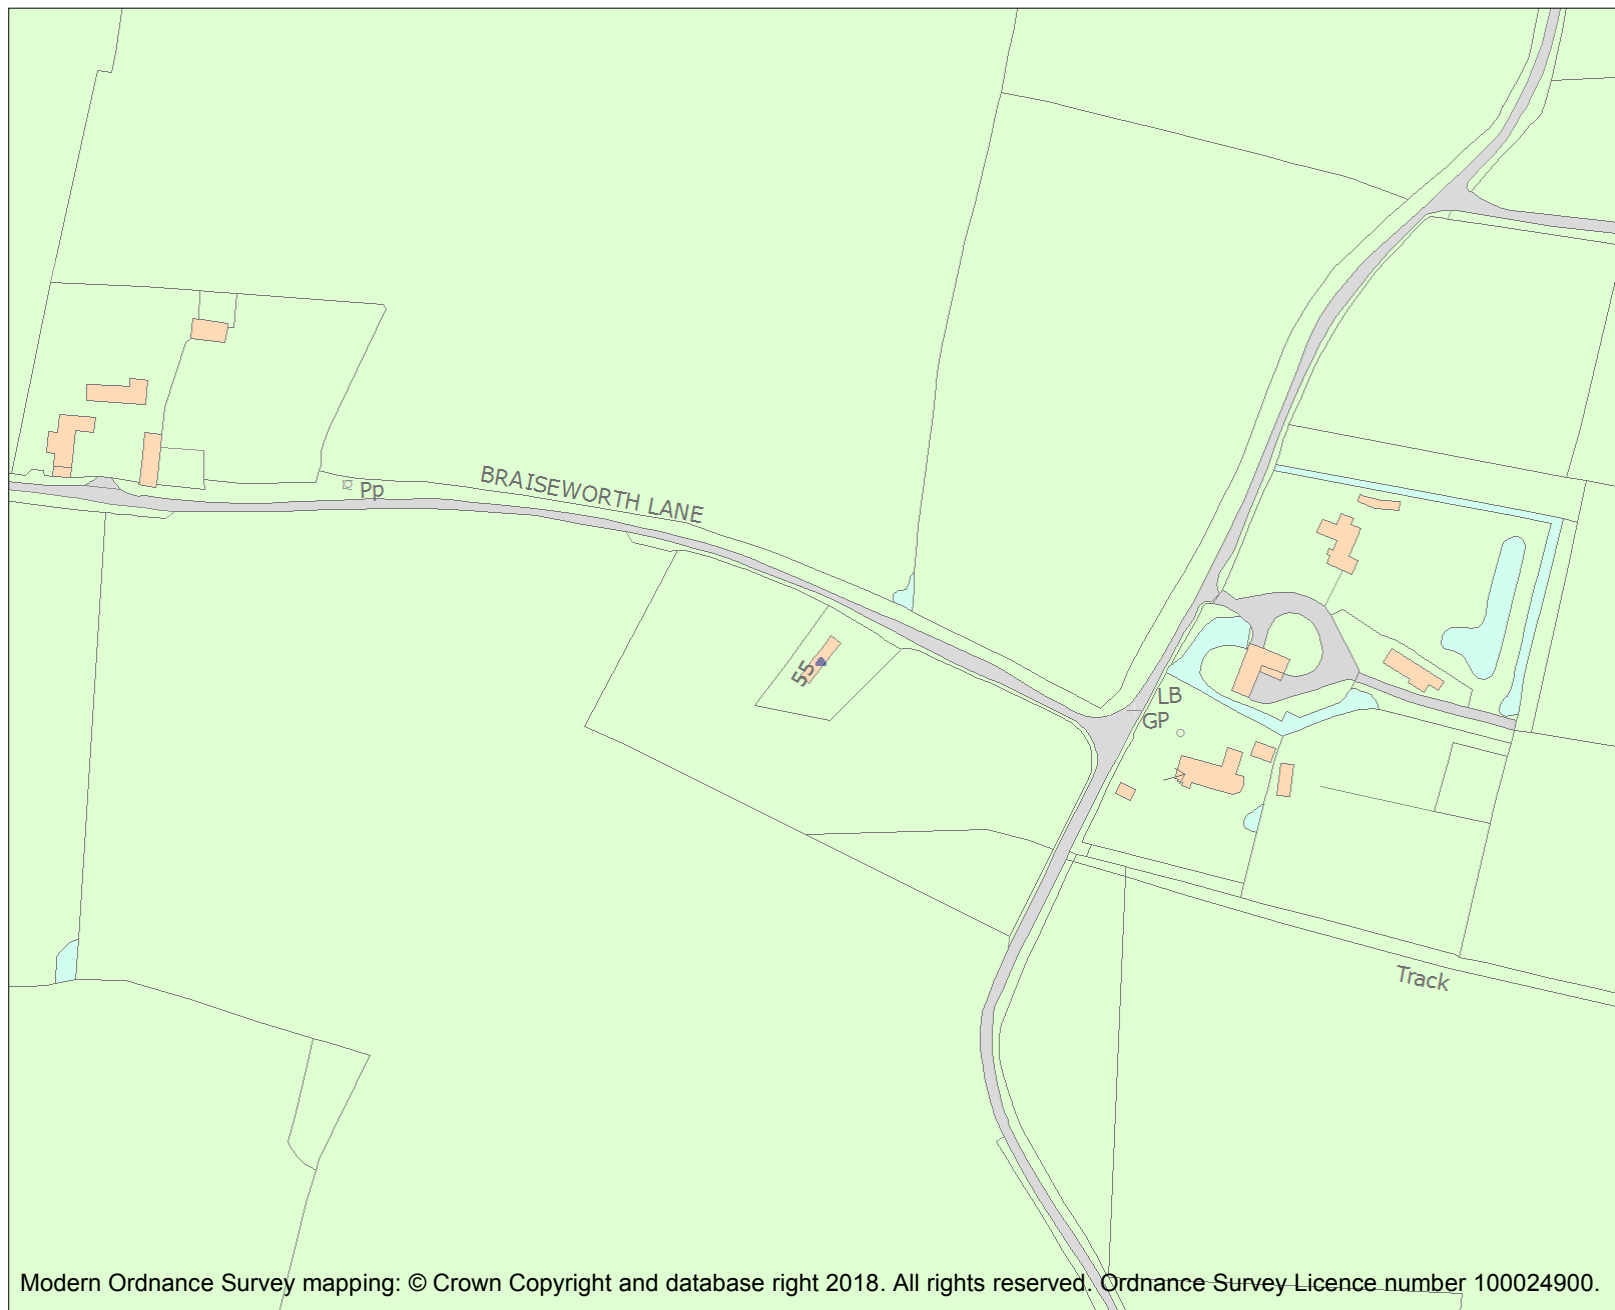 BRAISEWORTH LANE
Pp
55
LB
GP
Track
Modern Ordnance Survey mapping: © Crown Copyright and database right 2018. All rights reserved. Ordnance Survey Licence number 100024900.